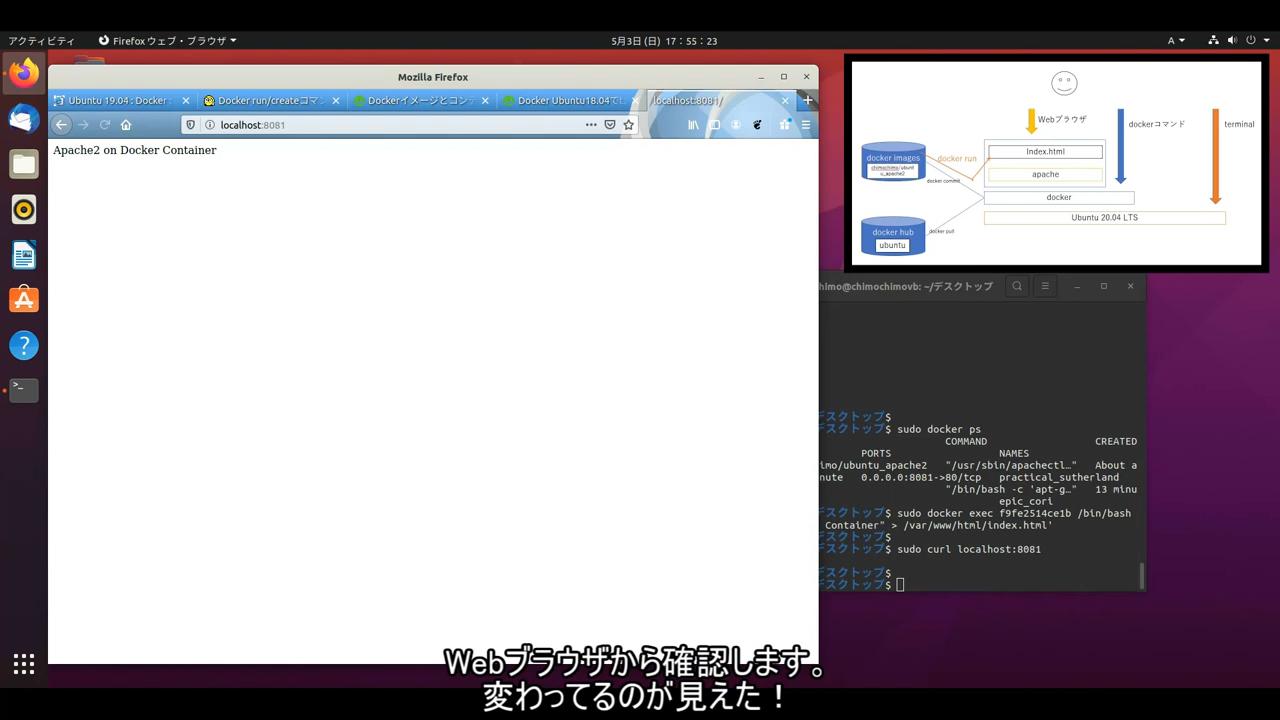 アクティビティ
Firefox ウェブ・ブラウザ
5月3日 (日) 17:55:23
A
Mozilla Firefox
Ubuntu 19.04 : Docker :
Docker run/createコマン
Dockerイメージとコンテ
Docker Ubuntu18.04で
localhost:8081/
localhost:8081
Apache2 on Docker Container
Webブラウザ
dockerコマンド
terminal
docker images
chimochimo/ubunt
u_apache2
docker run
docker commit
Index.html
apache
docker
Ubuntu 20.04 LTS
docker hub
ubuntu
docker pull
himo@chimochimovb: ~/デスクトップ
デスクトップ$
デスクトップ$ sudo docker ps
COMMAND CREATED
PORTS NAMES
imo/ubuntu_apache2 "/usr/sbin/apachectl…" About a
nute 0.0.0.0:8081->80/tcp practical_sutherland
"/bin/bash -c 'apt-g…" 13 minu
epic_cori
デスクトップ$ sudo docker exec f9fe2514ce1b /bin/bash
Container" > /var/www/html/index.html'
デスクトップ$
デスクトップ$ sudo curl localhost:8081
デスクトップ$
デスクトップ$
Webブラウザから確認します。
変わってるのが見えた！